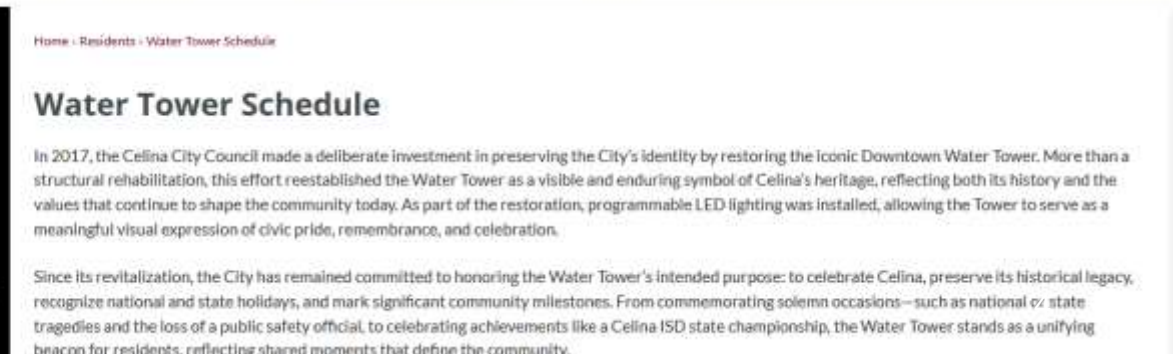 Home › Residents › Water Tower Schedule
Water Tower Schedule
In 2017, the Celina City Council made a deliberate investment in preserving the City's identity by restoring the iconic Downtown Water Tower. More than a
structural rehabilitation, this effort reestablished the Water Tower as a visible and enduring symbol of Celina's heritage, reflecting both its history and the
values that continue to shape the community today. As part of the restoration, programmable LED lighting was installed, allowing the Tower to serve as a
meaningful visual expression of civic pride, remembrance, and celebration.
Since its revitalization, the City has remained committed to honoring the Water Tower's intended purpose: to celebrate Celina, preserve its historical legacy,
recognize national and state holidays, and mark significant community milestones. From commemorating solemn occasions—such as national or state
tragedies and the loss of a public safety official, to celebrating achievements like a Celina ISD state championship, the Water Tower stands as a unifying
beacon for residents, reflecting shared moments that define the community.